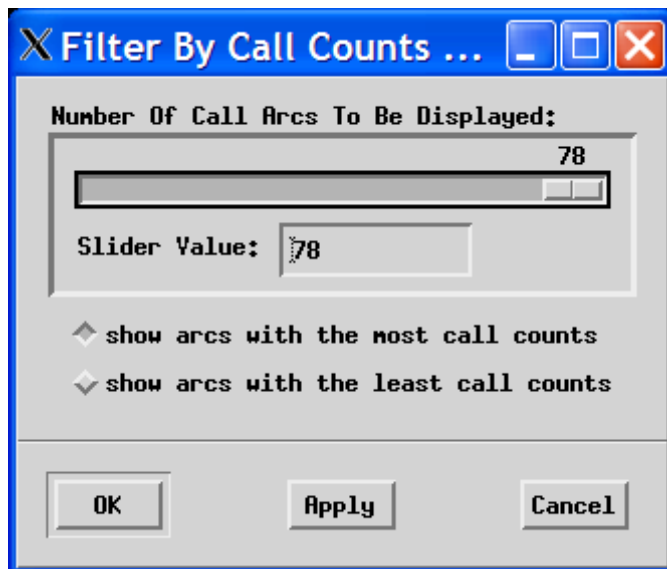 Filter By Call Counts ...
Number Of Call Arcs To Be Displayed:
78
Slider Value: 78
show arcs with the most call counts
show arcs with the least call counts
OK Apply Cancel